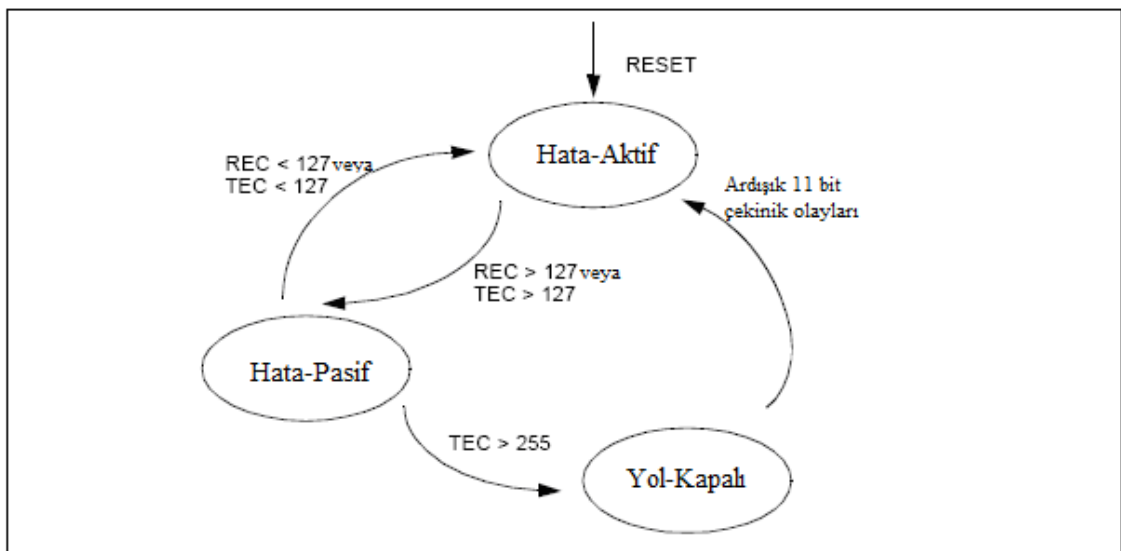 RESET
Hata-Aktif
REC < 127 veya
TEC < 127
Ardışık 11 bit
çekinik olayları
REC > 127 veya
TEC > 127
Hata-Pasif
TEC > 255
Yol-Kapalı